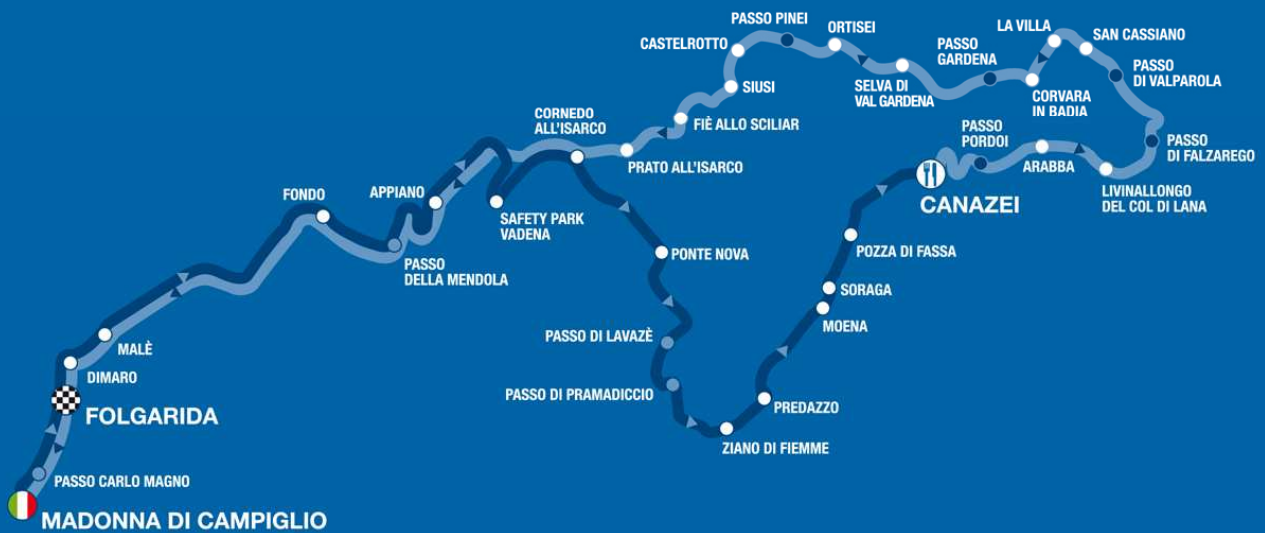 PASSO PINEI
ORTISEI
LA VILLA
SAN CASSIANO
CASTELROTTO
PASSO
GARDENA
PASSO
DI VALPAROLA
SIUSI
SELVA DI
VAL GARDENA
CORVARA
IN BADIA
CORNEDO
ALL'ISARCO
FIÈ ALLO SCILIAR
PASSO
PORDOI
PASSO
DI FALZAREGO
PRATO ALL'ISARCO
ARABBA
FONDO
APPIANO
CANAZEI
LIVINALLONGO
DEL COL DI LANA
SAFETY PARK
VADENA
PASSO
DELLA MENDOLA
PONTE NOVA
POZZA DI FASSA
SORAGA
MOENA
MALÈ
PASSO DI LAVAZÈ
DIMARO
PASSO DI PRAMADICCIO
PREDAZZO
FOLGARIDA
ZIANO DI FIEMME
PASSO CARLO MAGNO
MADONNA DI CAMPIGLIO